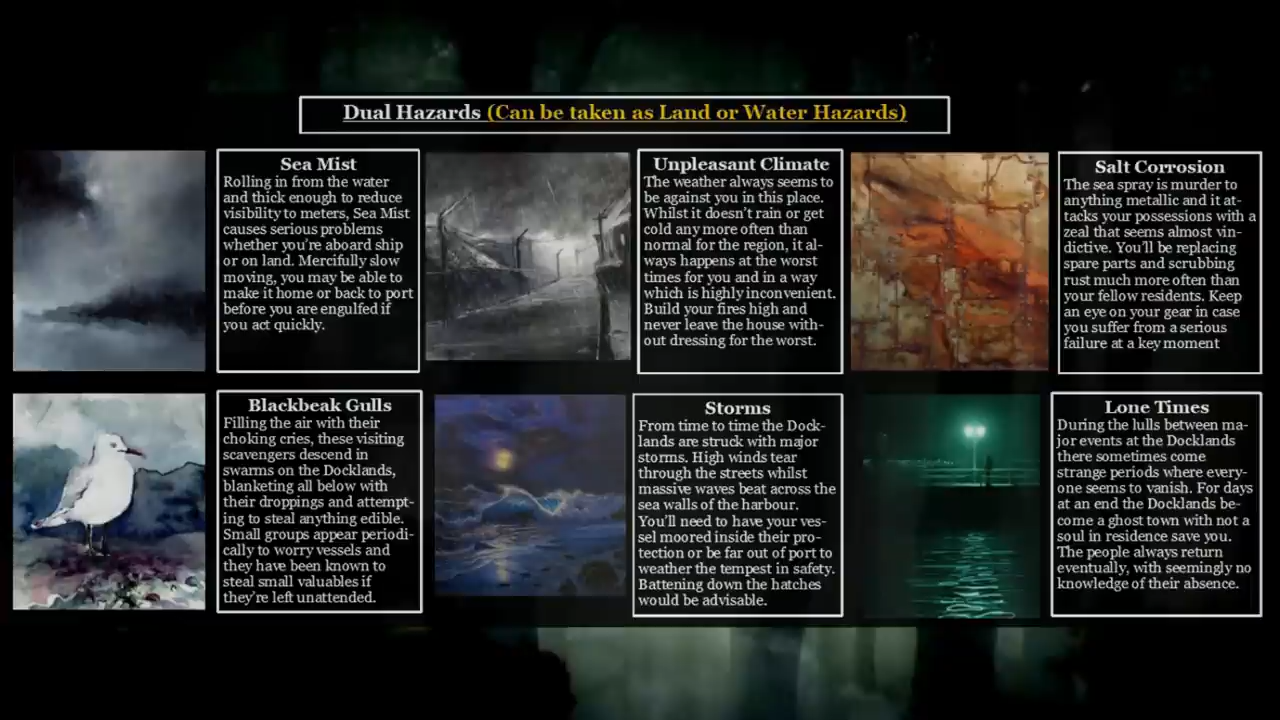 Dual Hazards (Can be taken as Land or Water Hazards)
Sea Mist
Rolling in from the water
and thick enough to reduce
visibility to meters, Sea Mist
causes serious problems
whether you're aboard ship
or on land. Mercifully slow
moving, you may be able to
make it home or back to port
before you are engulfed if
you act quickly.
Unpleasant Climate
The weather always seems to
be against you in this place.
Whilst it doesn't rain or get
cold any more often than
normal for the region, it al-
ways happens at the worst
times for you and in a way
which is highly inconvenient.
Build your fires high and
never leave the house with-
out dressing for the worst.
Salt Corrosion
The sea spray is murder to
anything metallic and it at-
tacks your possessions with a
zeal that seems almost vin-
dictive. You'll be replacing
spare parts and scrubbing
rust much more often than
your fellow residents. Keep
an eye on your gear in case
you suffer from a serious
failure at a key moment
Blackbeak Gulls
Filling the air with their
choking cries, these visiting
scavengers descend in
swarms on the Docklands,
blanketing all below with
their droppings and attempt-
ing to steal anything edible.
Small groups appear periodi-
cally to worry vessels and
they have been known to
steal small valuables if
they're left unattended.
Storms
From time to time the Dock-
lands are struck with major
storms. High winds tear
through the streets whilst
massive waves beat across the
sea walls of the harbour.
You'll need to have your ves-
sel moored inside their pro-
tection or be far out of port to
weather the tempest in safety.
Battening down the hatches
would be advisable.
Lone Times
During the lulls between ma-
jor events at the Docklands
there sometimes come
strange periods where every-
one seems to vanish. For days
at an end the Docklands be-
come a ghost town with not a
soul in residence save you.
The people always return
eventually, with seemingly no
knowledge of their absence.